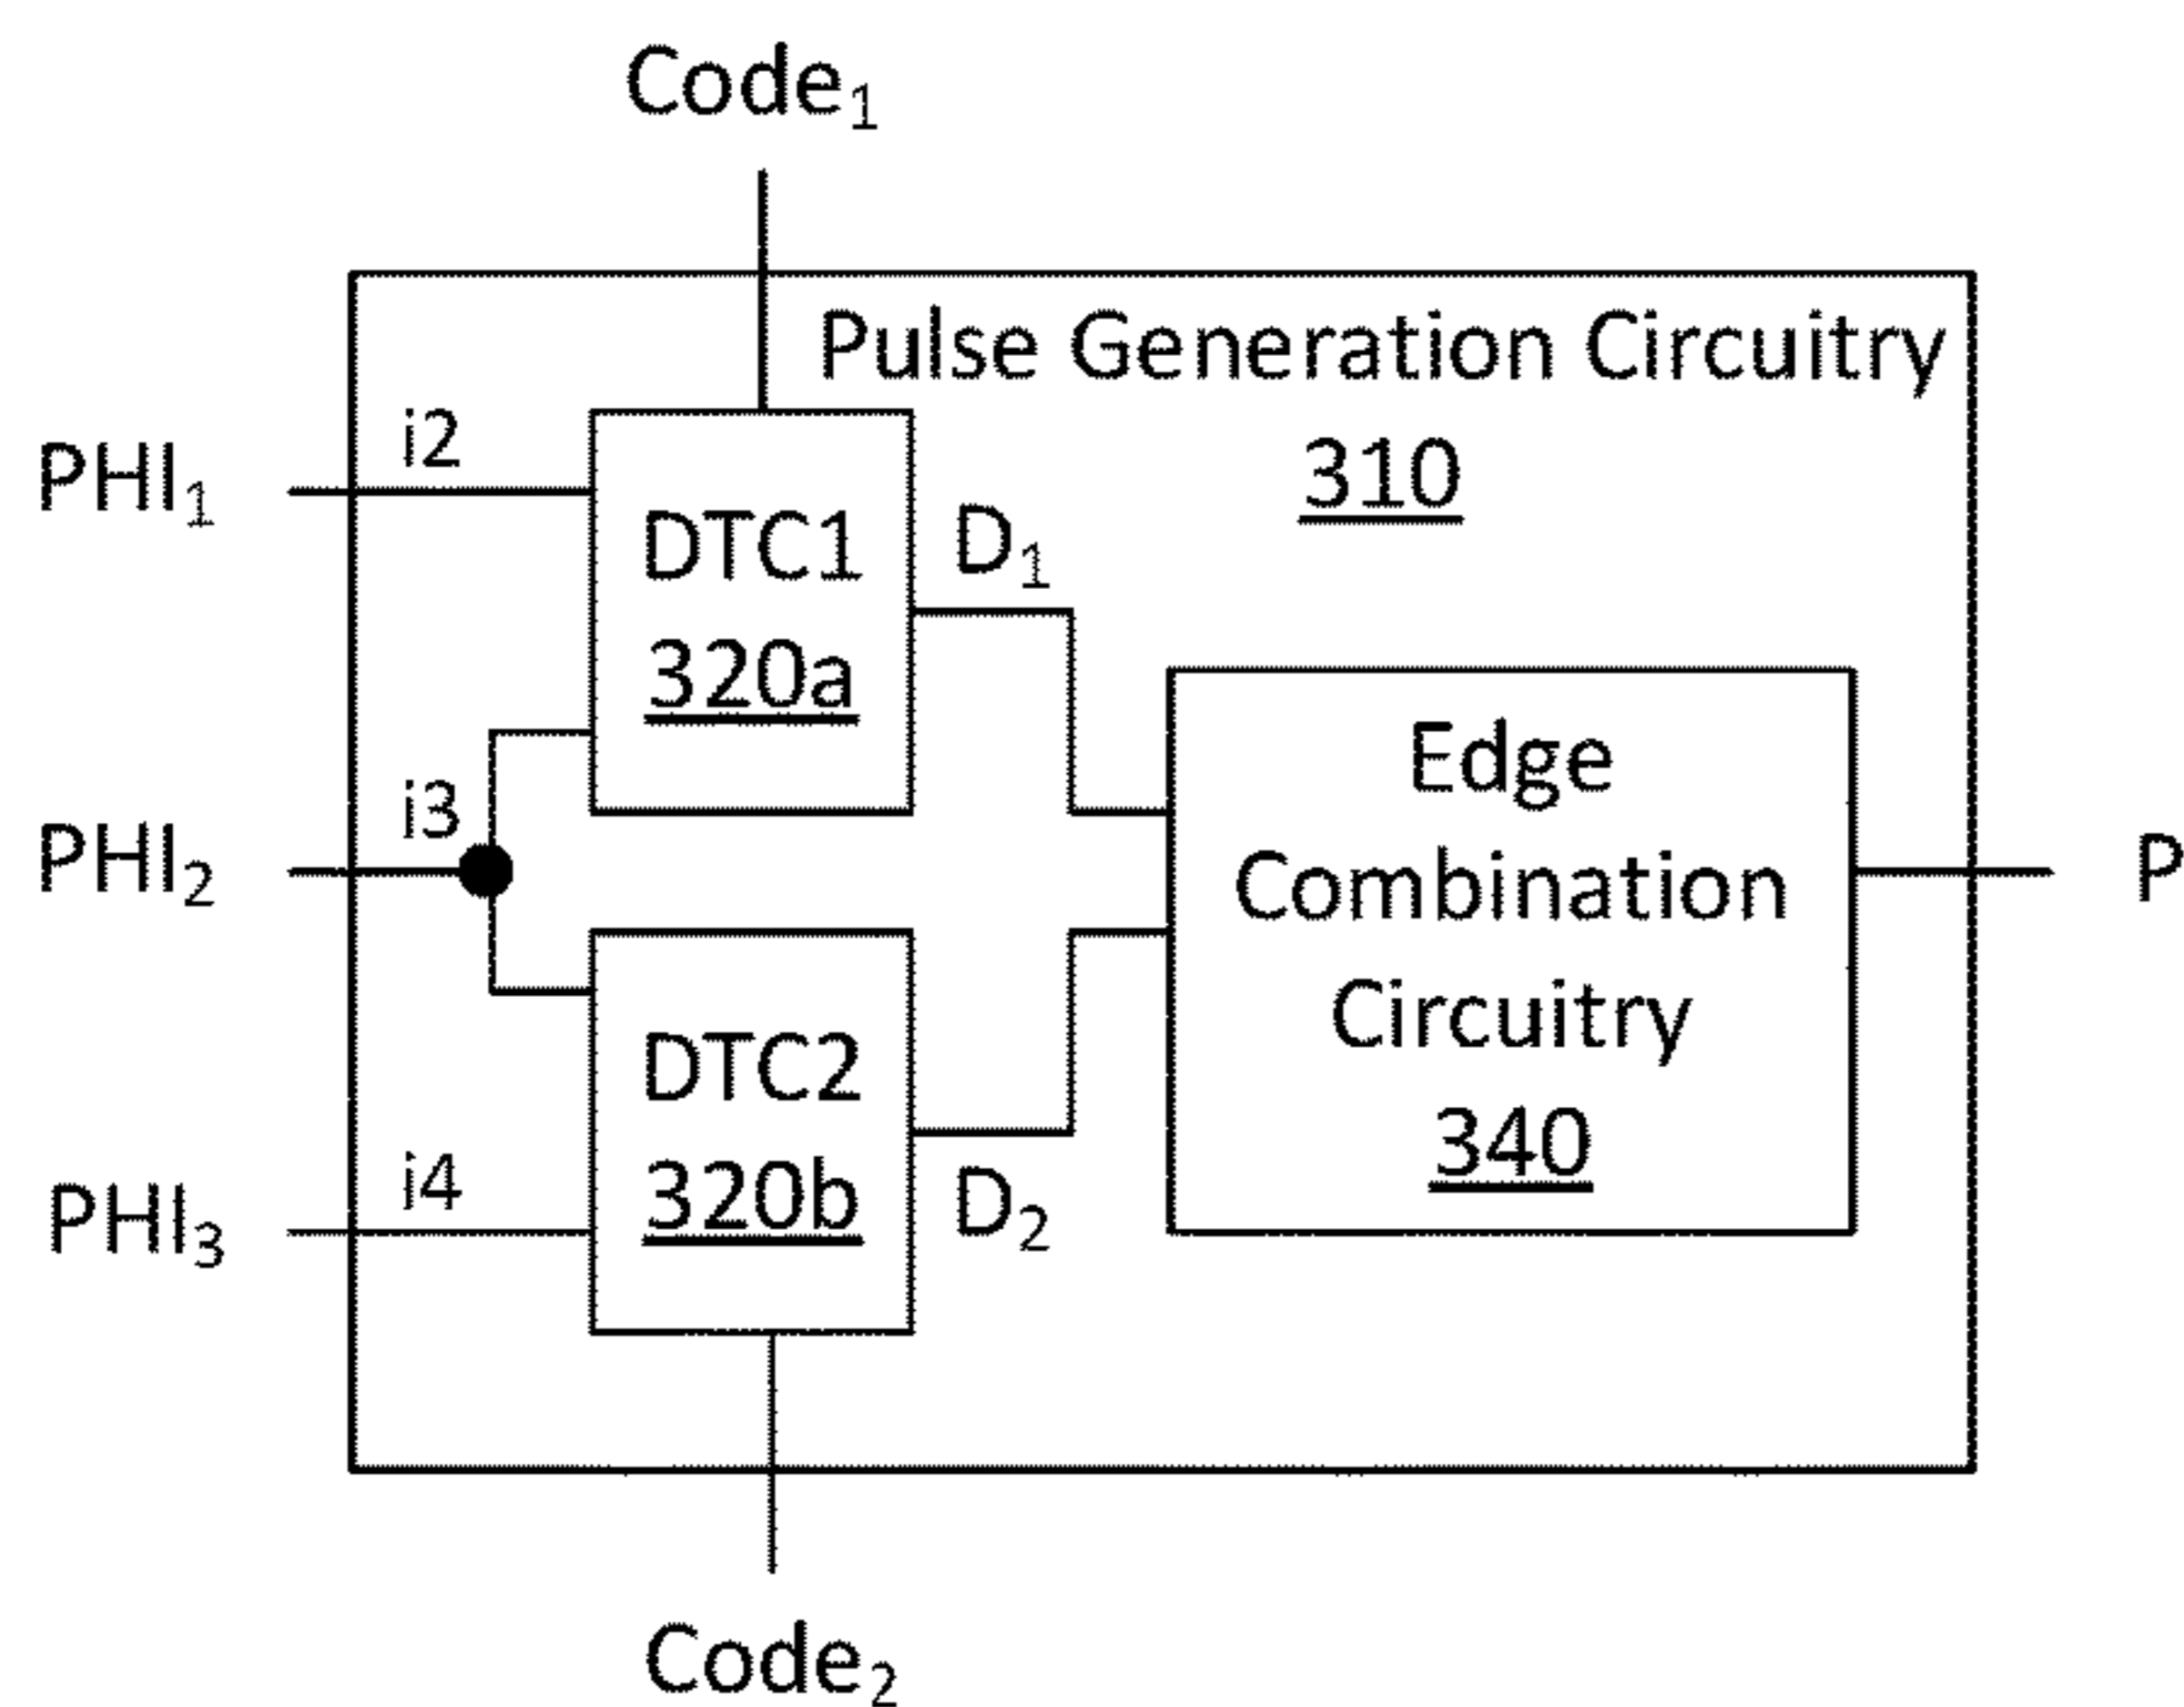 Code₁
Pulse Generation Circuitry
310
PHI₁
i2
DTC1
320a
D₁
PHI₂
i3
Edge
Combination
Circuitry
340
P
PHI₃
i4
DTC2
320b
D₂
Code₂